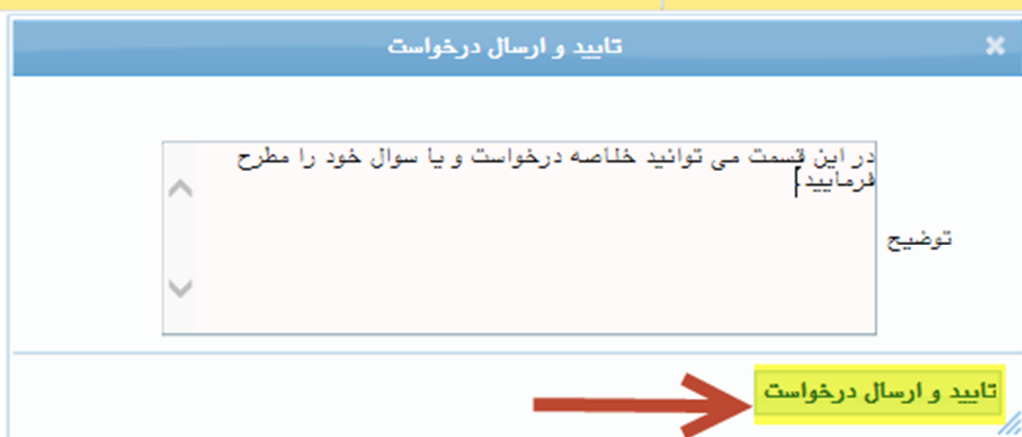 تایید و ارسال درخواست
در این قسمت می توانید خلاصه درخواست و یا سوال خود را مطرح
فرمایید.
توضیح
تایید و ارسال درخواست